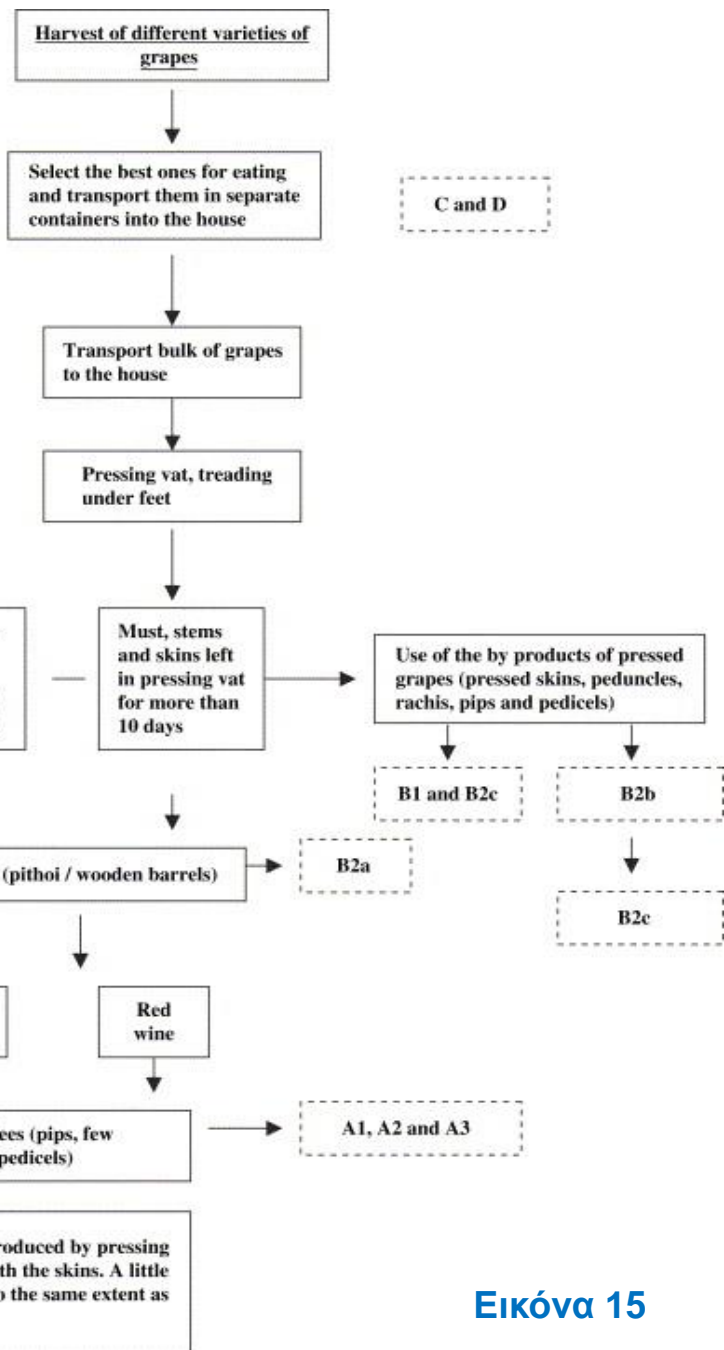 Harvest of different varieties of
grapes
Select the best ones for eating
and transport them in separate
containers into the house
C and D
Transport bulk of grapes
to the house
Pressing vat, treading
under feet
Must, stems
and skins left
in pressing vat
for more than
10 days
Use of the by products of pressed
grapes (pressed skins, peduncles,
rachis, pips and pedicels)
B1 and B2c
B2b
(pithoi / wooden barrels)
B2a
B2c
Red
wine
ees (pips, few
pedicels)
A1, A2 and A3
roduced by pressing
th the skins. A little
o the same extent as
Εικόνα 15